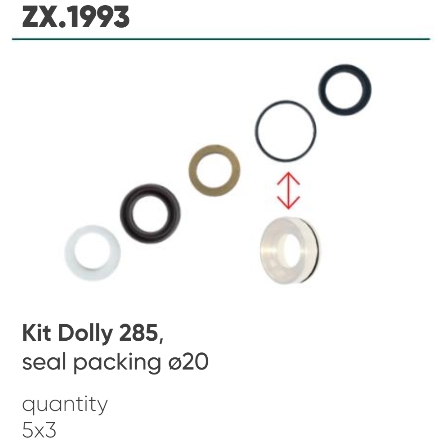 ZX.1993
Kit Dolly 285,
seal packing ø20
quantity
5x3